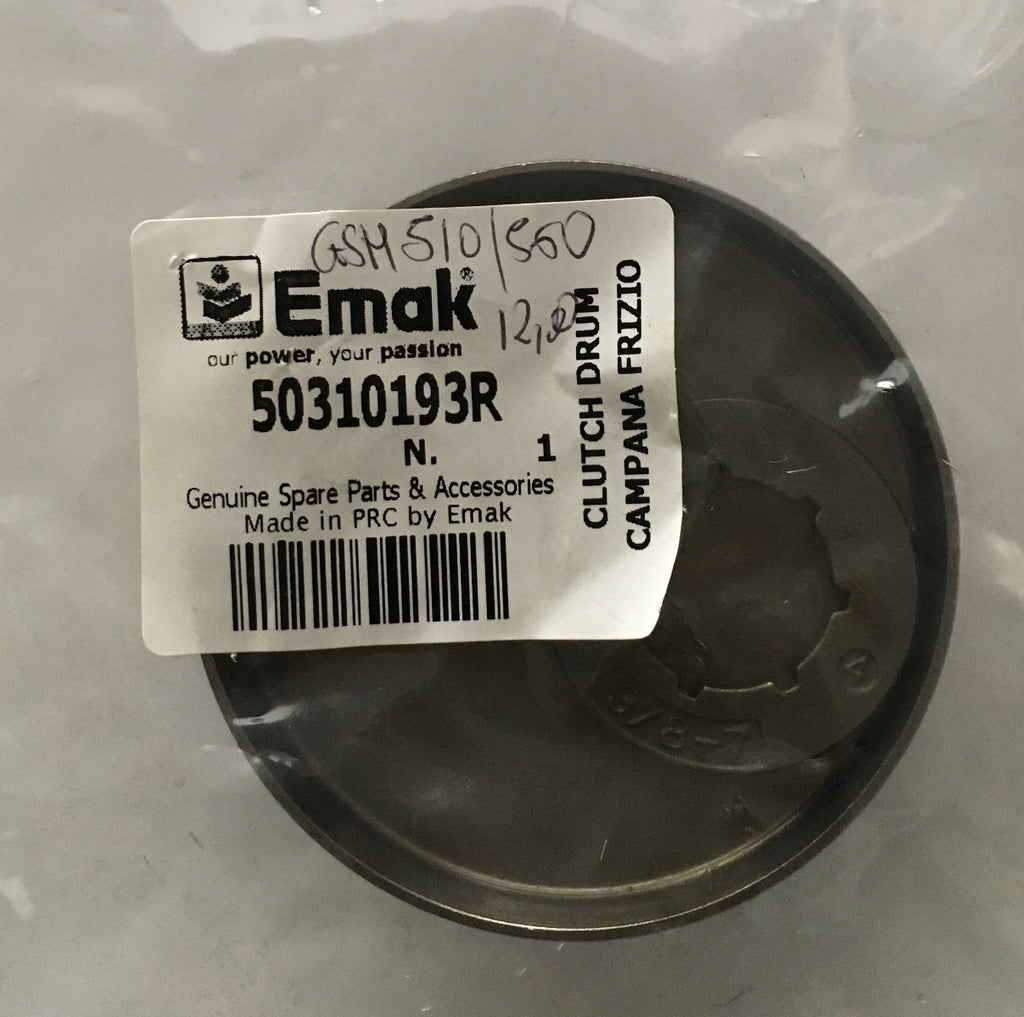 GSM 510/560
12,00
Emak®
our power, your passion
50310193R
N. 1
Genuine Spare Parts & Accessories
Made in PRC by Emak
CLUTCH DRUM
CAMPANA FRIZIO
3/8-7